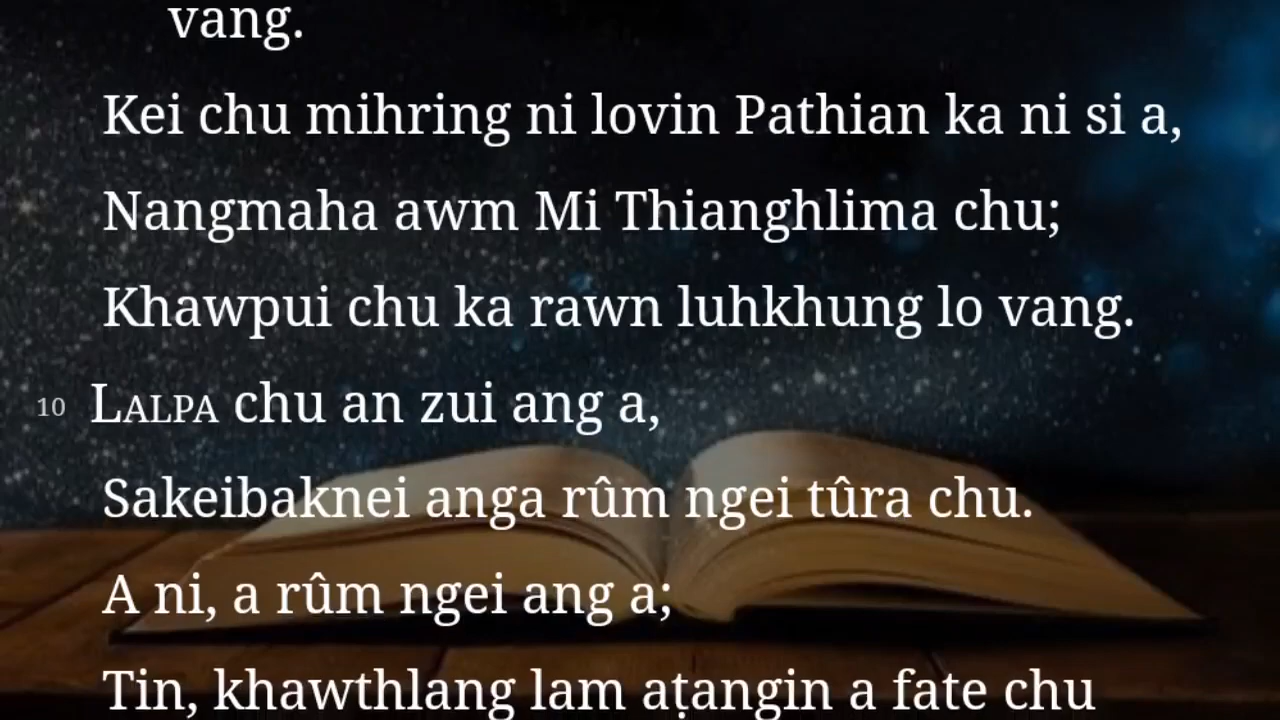 vang.
Kei chu mihring ni lovin Pathian ka ni si a,
Nangmaha awm Mi Thianghlima chu;
Khawpui chu ka rawn luhkhung lo vang.
10 LALPA chu an zui ang a,
Sakeibaknei anga rûm ngei tûra chu.
A ni, a rûm ngei ang a;
Tin, khawthlang lam aṭangin a fate chu